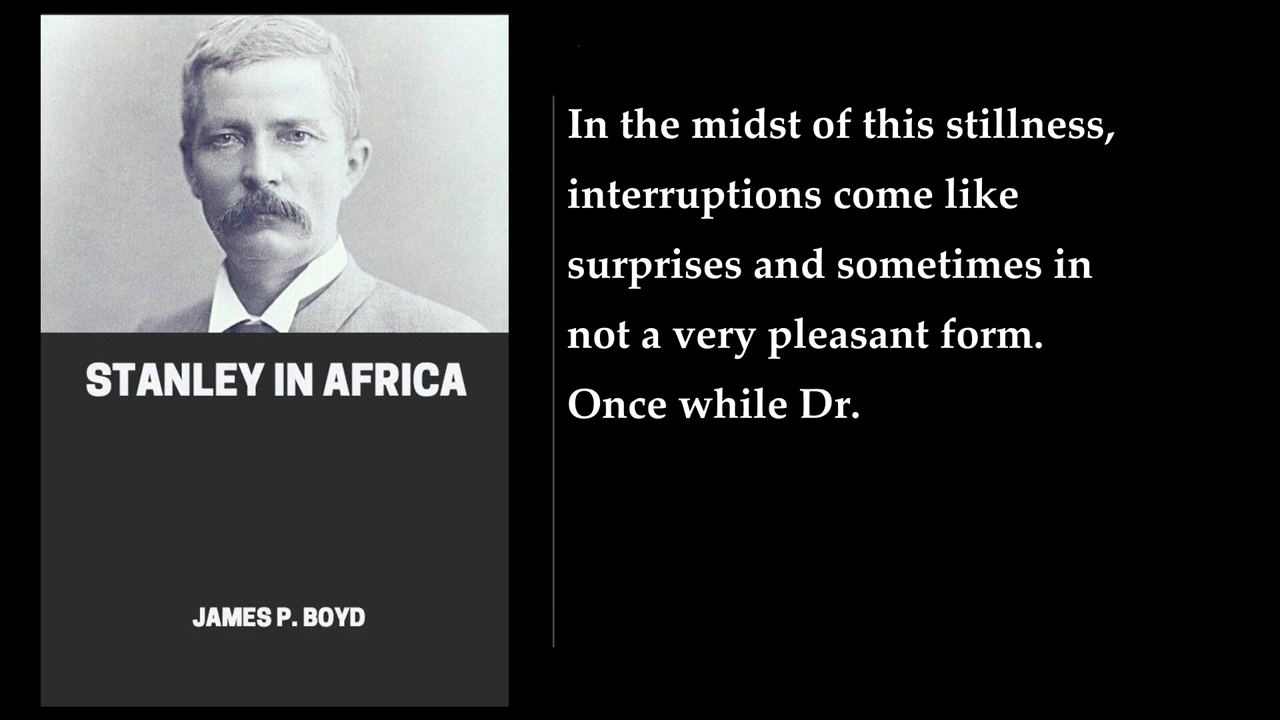 STANLEY IN AFRICA
JAMES P. BOYD
In the midst of this stillness,
interruptions come like
surprises and sometimes in
not a very pleasant form.
Once while Dr.